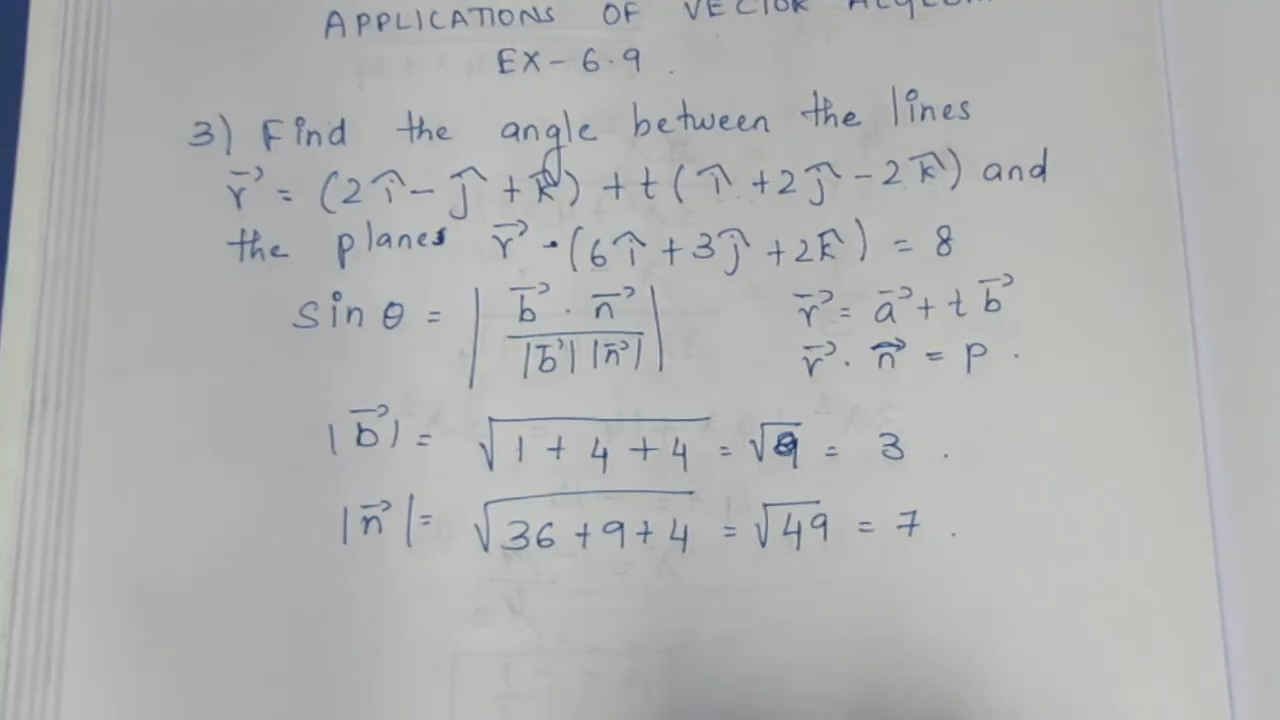 APPLICATIONS OF VECTOR
EX - 6.9
3) Find the angle between the lines
r⃗ = (2î - ĵ + k̂) + t(î + 2ĵ - 2k̂) and
the planes r⃗ · (6î + 3ĵ + 2k̂) = 8
sin θ = | b⃗ · n⃗ / |b⃗| |n⃗| |
r⃗ = a⃗ + t b⃗
r⃗ · n⃗ = p .
|b⃗| = √(1 + 4 + 4) = √9 = 3 .
|n⃗| = √(36 + 9 + 4) = √49 = 7 .